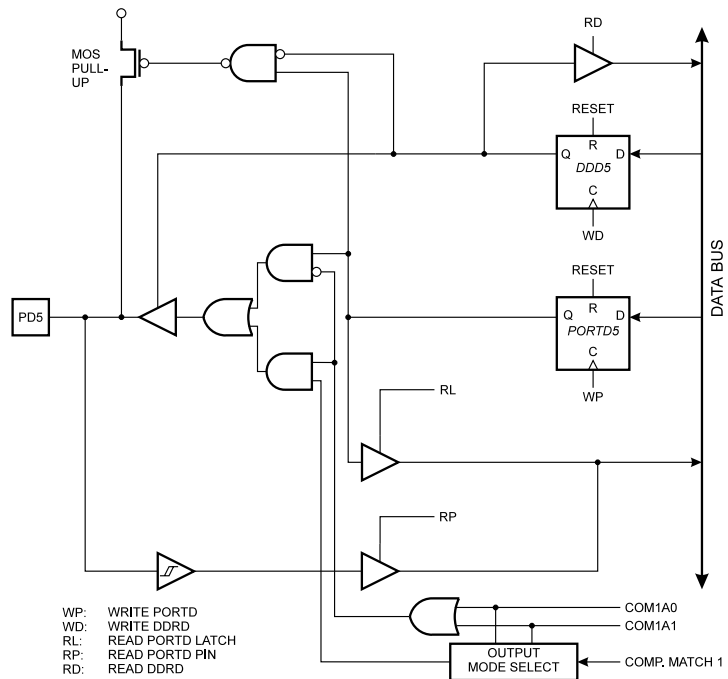 RD
MOS
PULL-
UP
RESET
R
Q
D
DDD5
C
WD
RESET
R
Q
D
PORTD5
C
WP
PD5
DATA BUS
RL
RP
WP: WRITE PORTD
WD: WRITE DDRD
RL: READ PORTD LATCH
RP: READ PORTD PIN
RD: READ DDRD
COM1A0
COM1A1
OUTPUT
MODE SELECT
COMP. MATCH 1